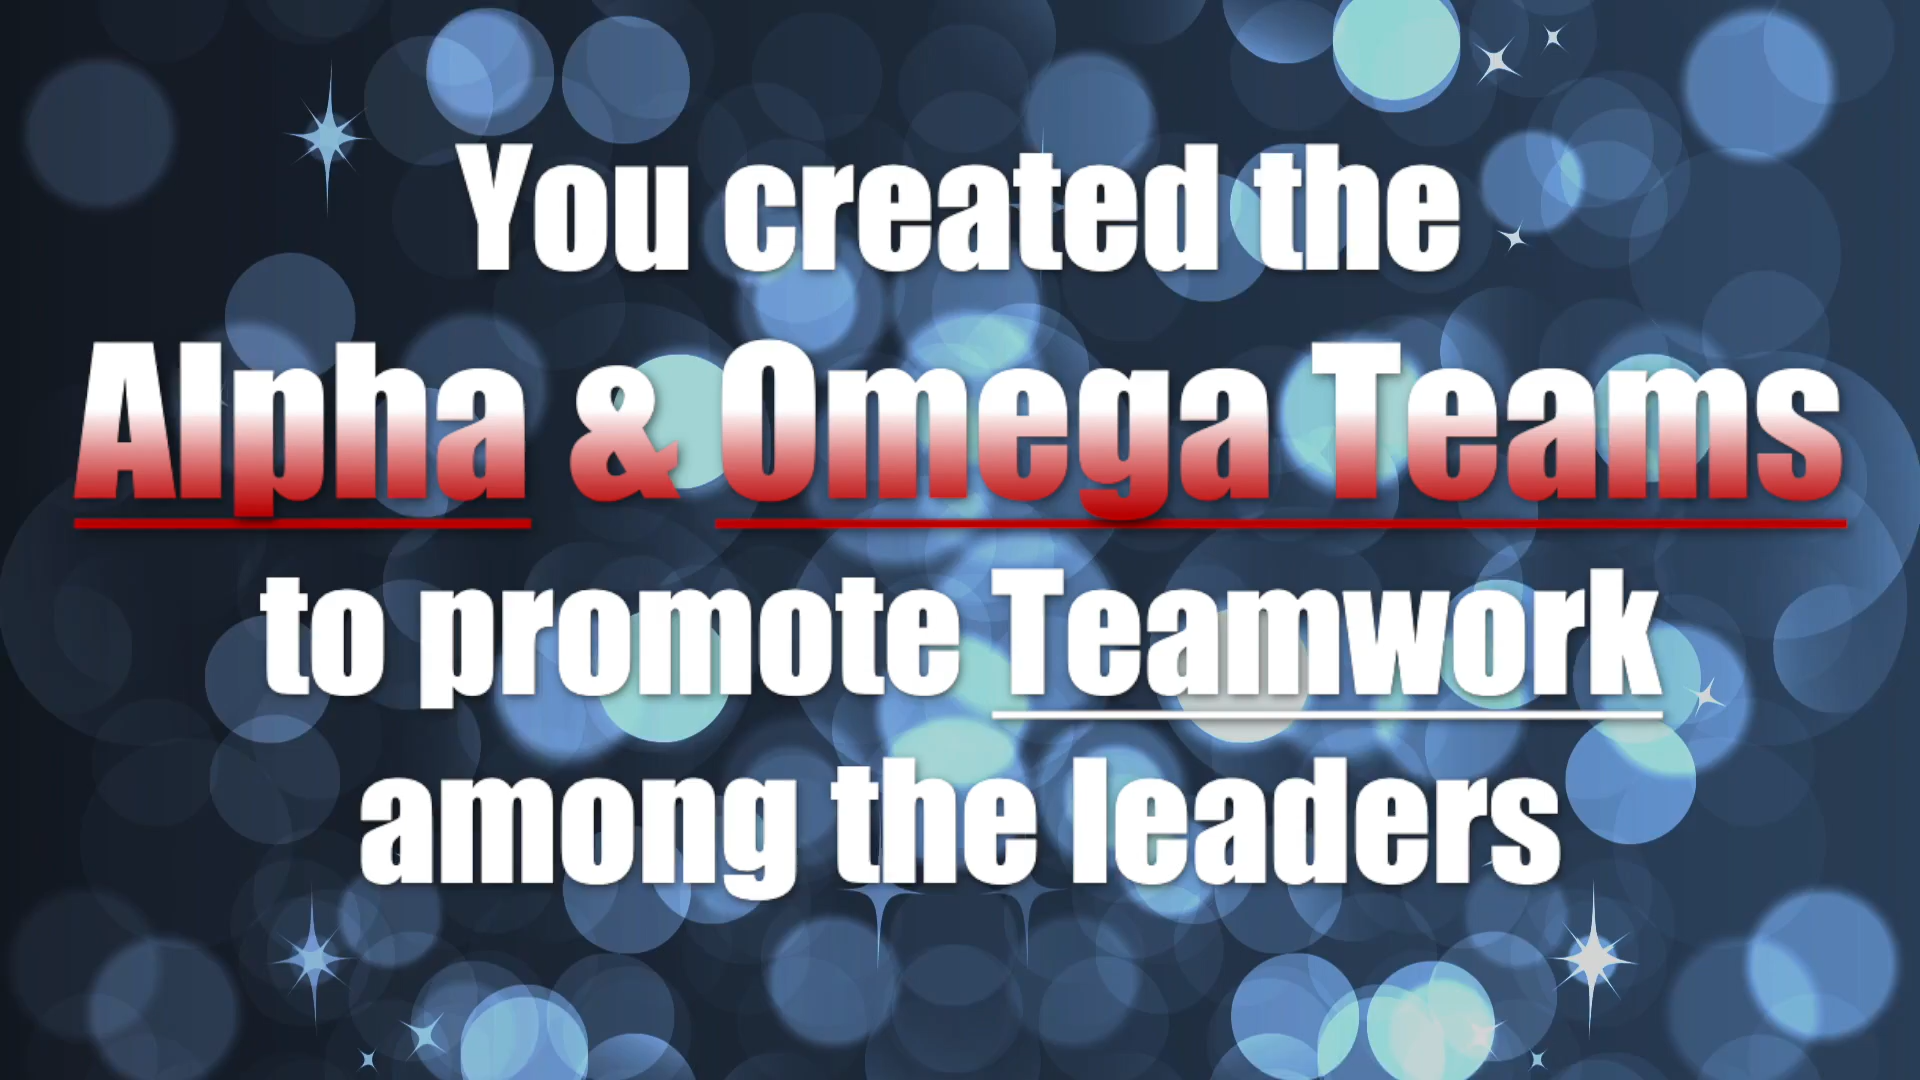 You created the
Alpha & Omega Teams
to promote Teamwork
among the leaders